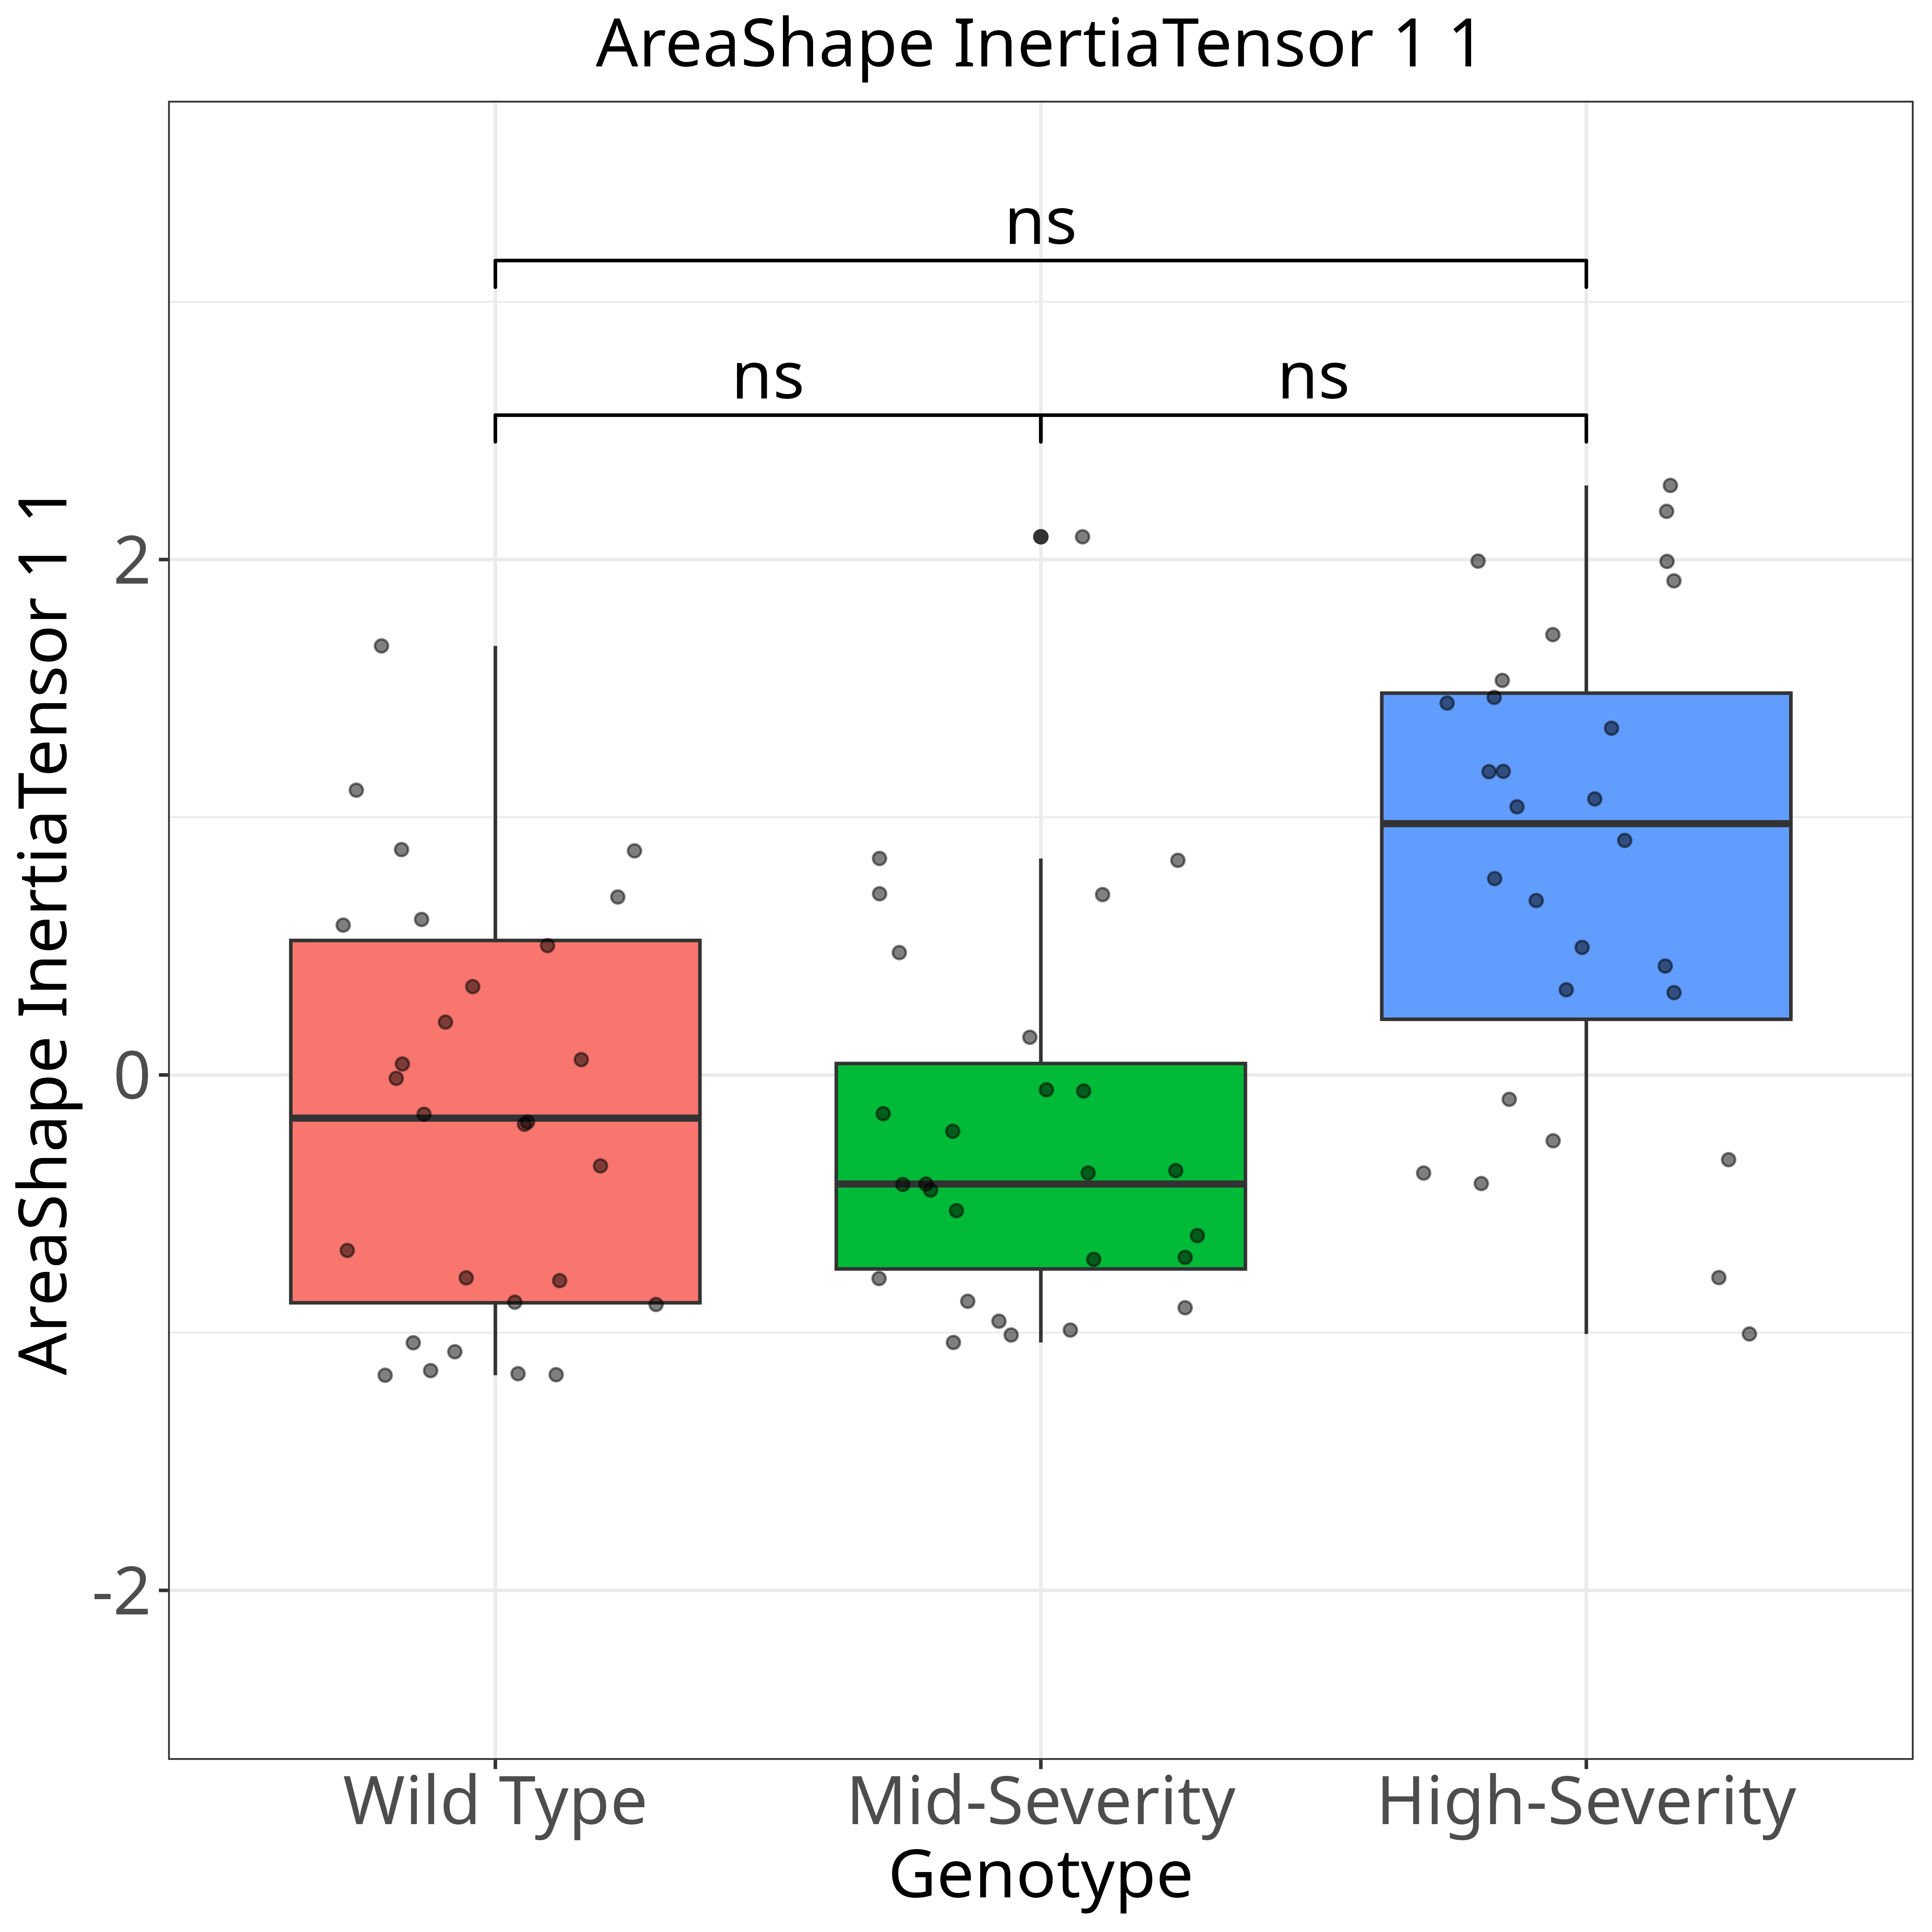 AreaShape InertiaTensor 1 1
ns
ns
ns
AreaShape InertiaTensor 1 1
2
0
-2
Wild Type
Mid-Severity
High-Severity
Genotype